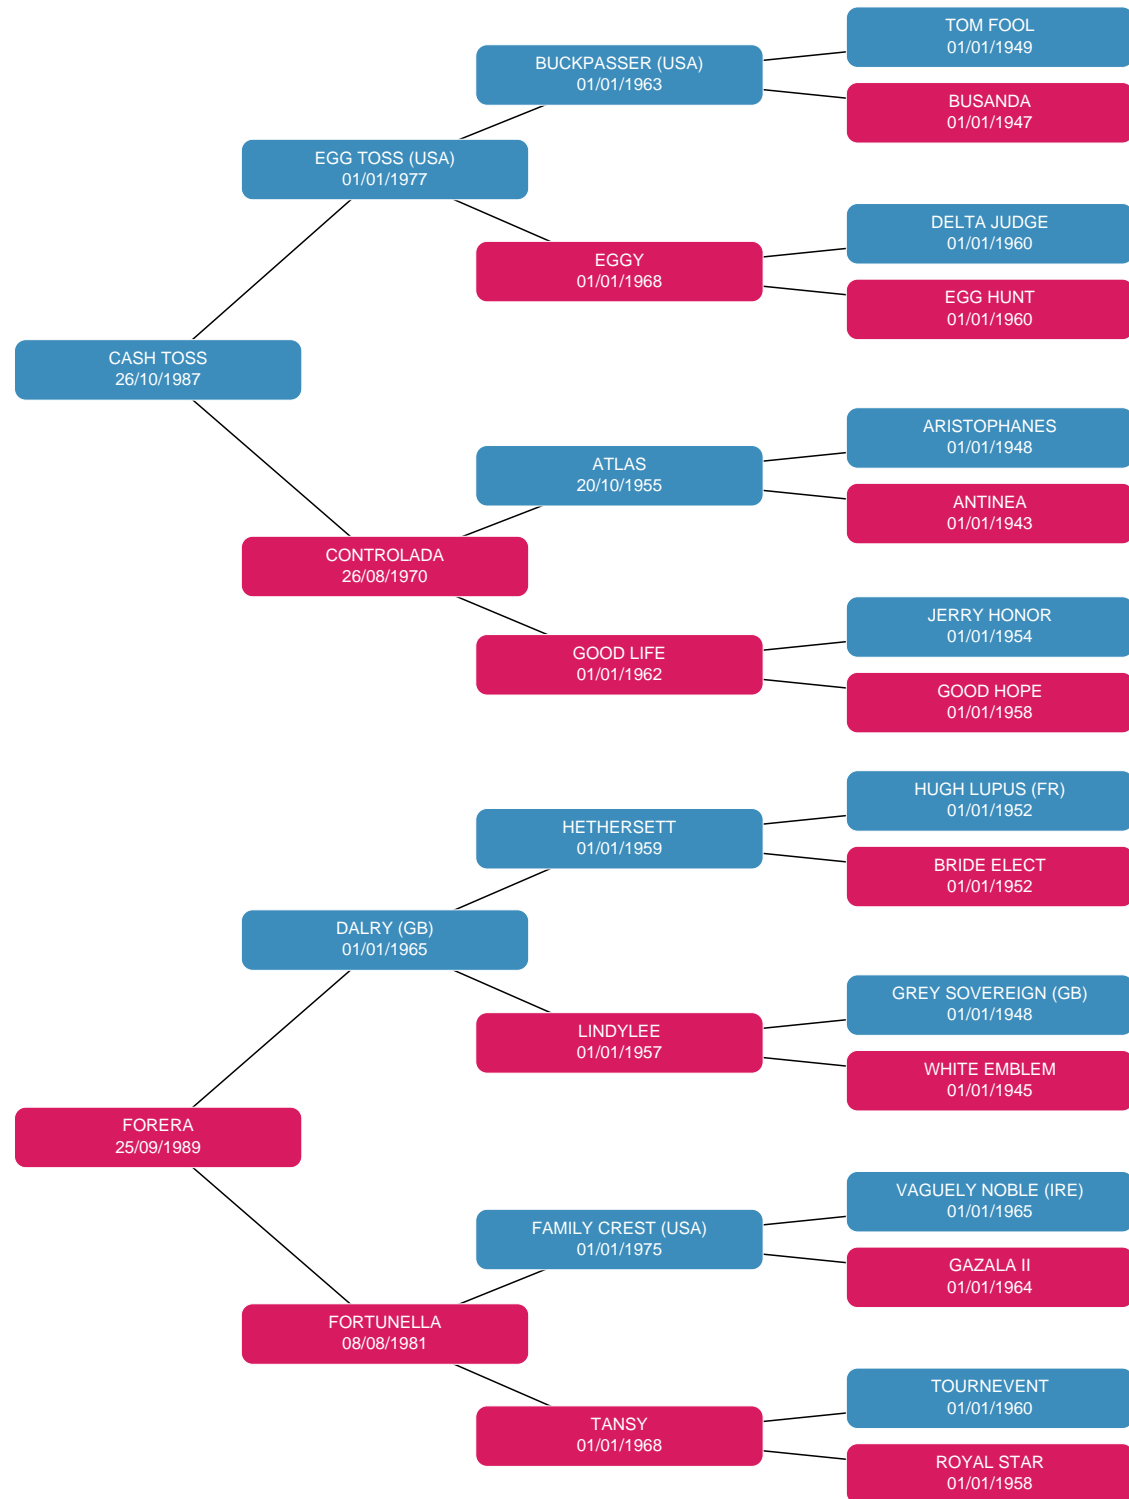 TOM FOOL
01/01/1949
BUCKPASSER (USA)
01/01/1963
BUSANDA
01/01/1947
EGG TOSS (USA)
01/01/1977
DELTA JUDGE
01/01/1960
EGGY
01/01/1968
EGG HUNT
01/01/1960
CASH TOSS
26/10/1987
ARISTOPHANES
01/01/1948
ATLAS
20/10/1955
ANTINEA
01/01/1943
CONTROLADA
26/08/1970
JERRY HONOR
01/01/1954
GOOD LIFE
01/01/1962
GOOD HOPE
01/01/1958
HUGH LUPUS (FR)
01/01/1952
HETHERSETT
01/01/1959
BRIDE ELECT
01/01/1952
DALRY (GB)
01/01/1965
GREY SOVEREIGN (GB)
01/01/1948
LINDYLEE
01/01/1957
WHITE EMBLEM
01/01/1945
FORERA
25/09/1989
VAGUELY NOBLE (IRE)
01/01/1965
FAMILY CREST (USA)
01/01/1975
GAZALA II
01/01/1964
FORTUNELLA
08/08/1981
TOURNEVENT
01/01/1960
TANSY
01/01/1968
ROYAL STAR
01/01/1958